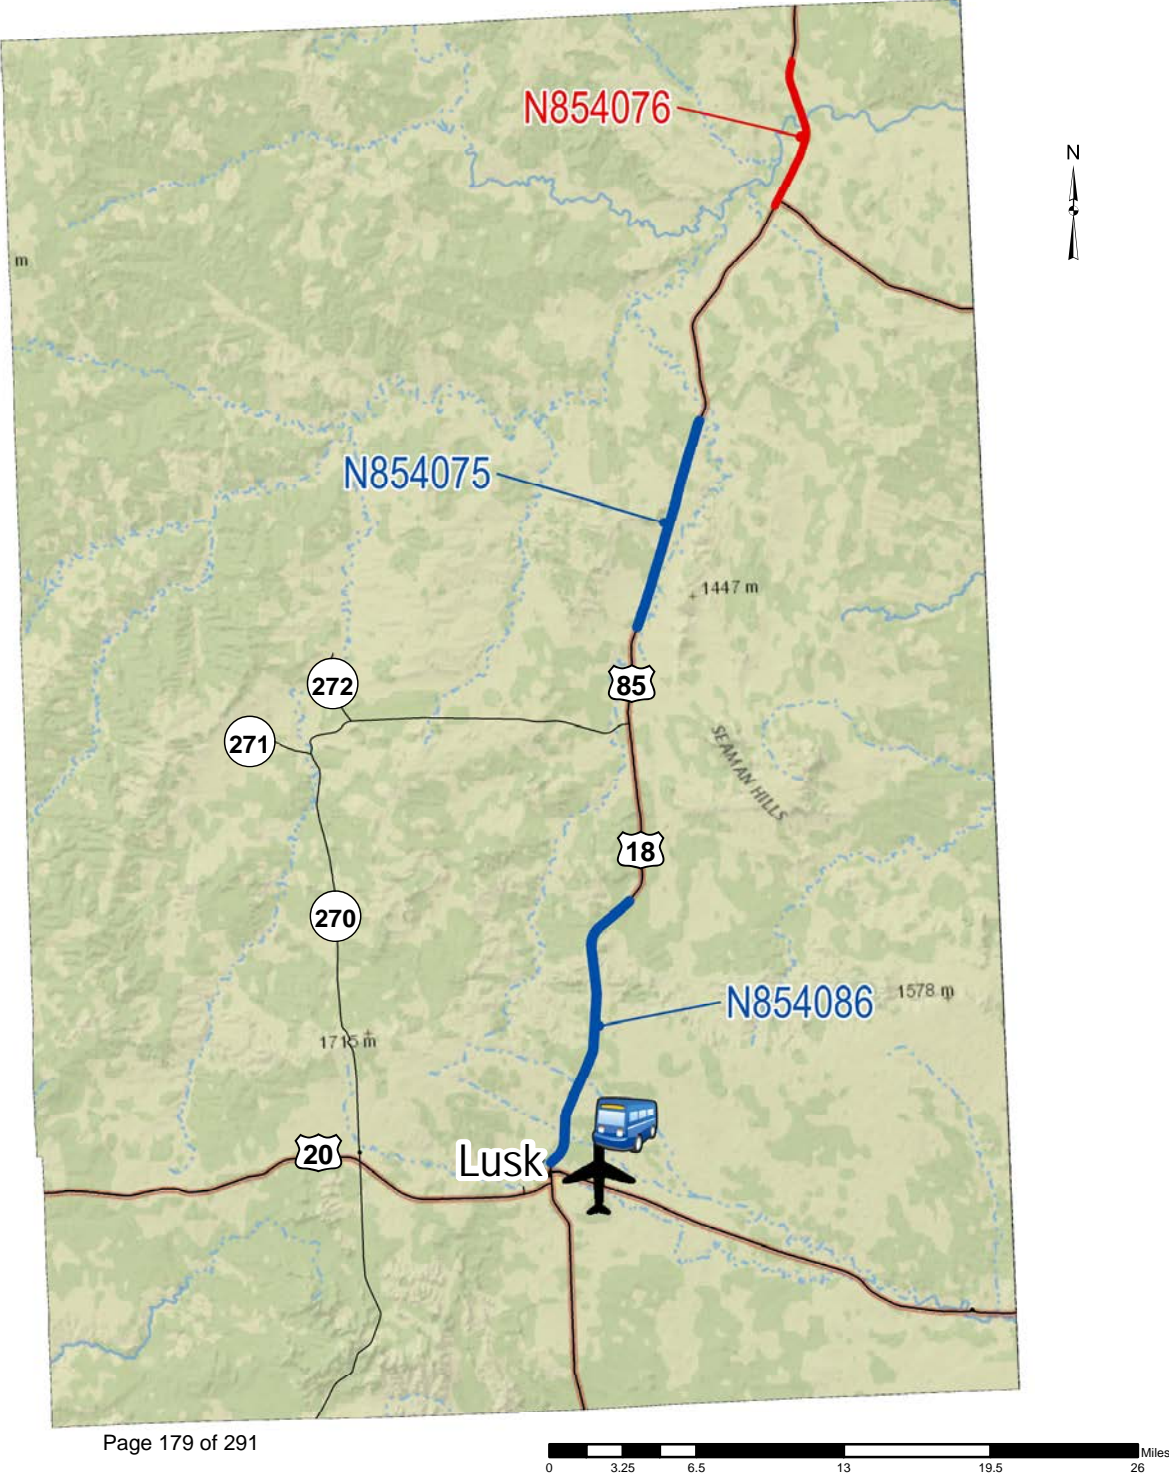 N854076
N
m
N854075
1447 m
272
85
271
SEAMAN HILLS
18
270
N854086
1578 m
1715 m
20
Lusk
Page 179 of 291
Miles
0 3.25 6.5 13 19.5 26